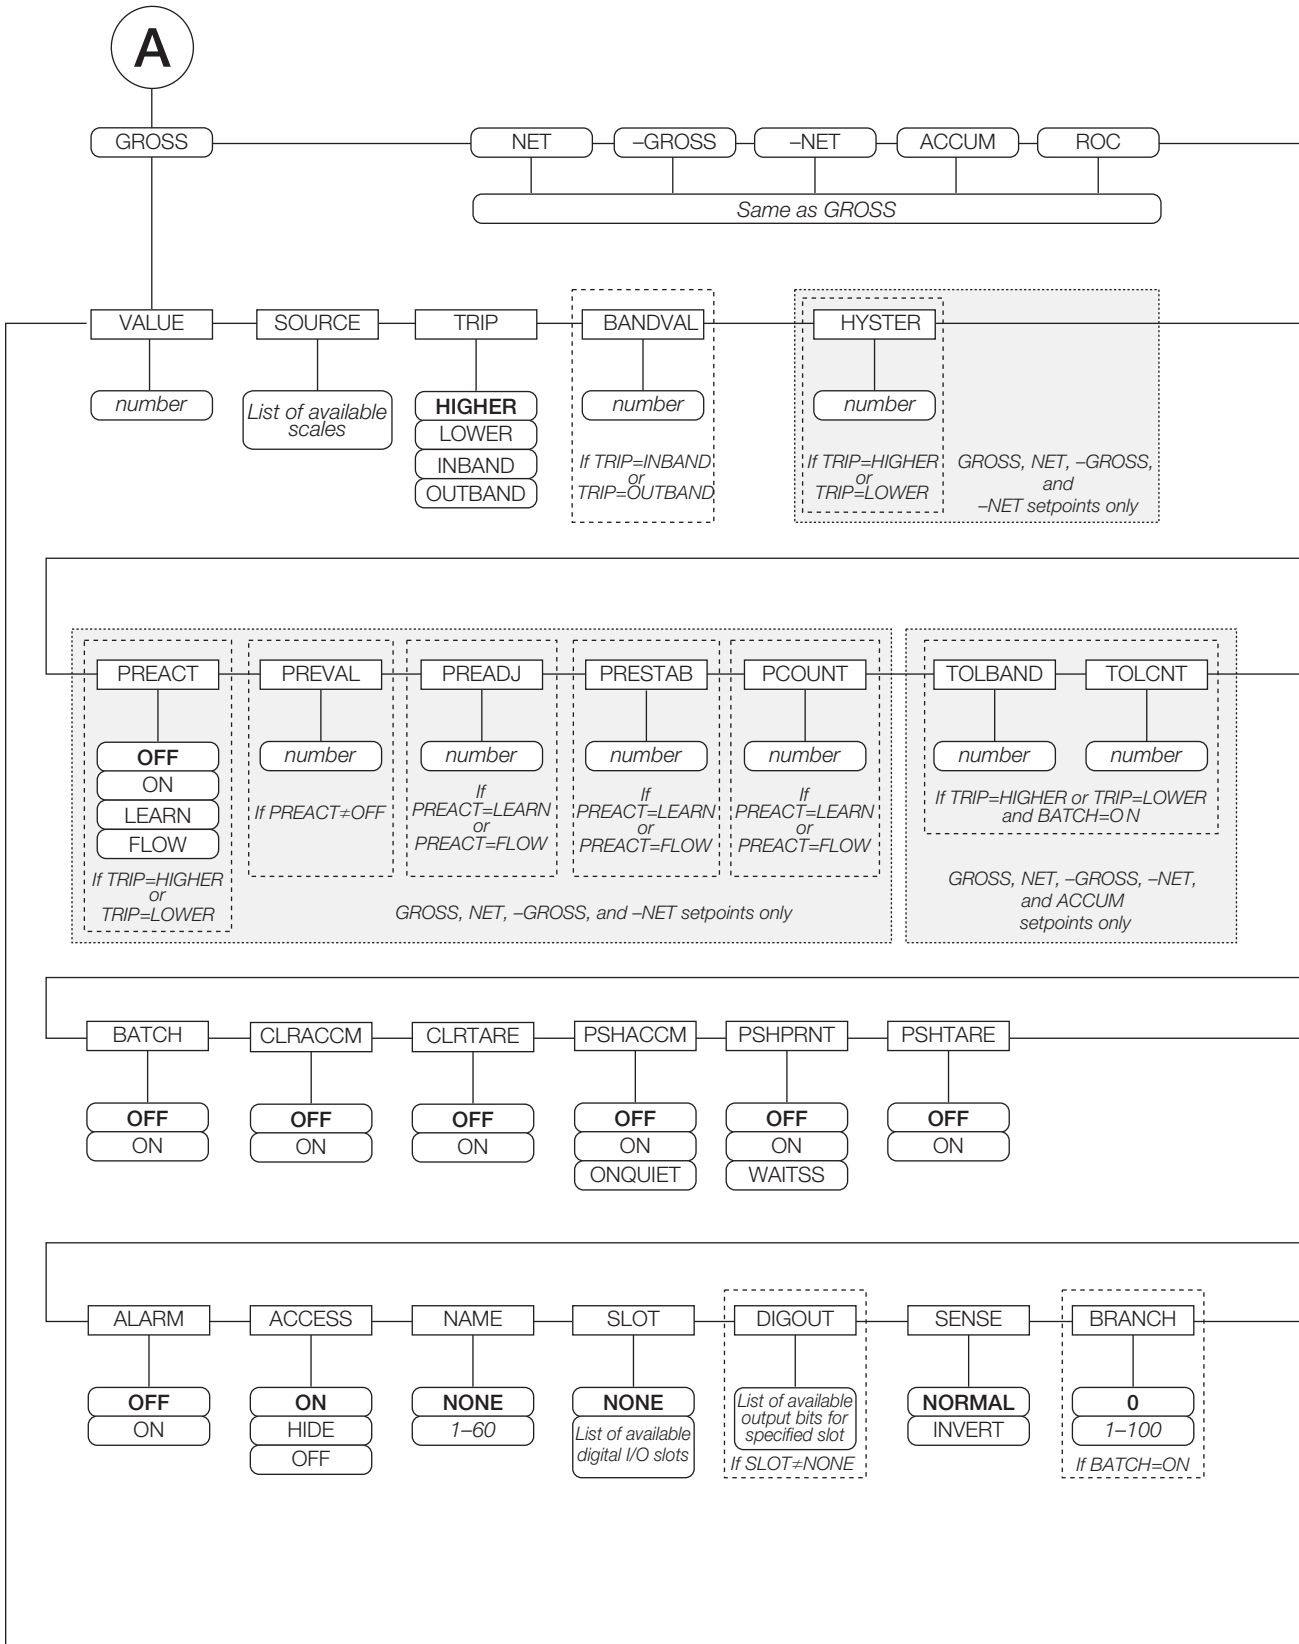 A
GROSS
NET
–GROSS
–NET
ACCUM
ROC
Same as GROSS
VALUE
SOURCE
TRIP
BANDVAL
HYSTER
number
List of available
scales
HIGHER
LOWER
INBAND
OUTBAND
number
If TRIP=INBAND
or
TRIP=OUTBAND
number
If TRIP=HIGHER
or
TRIP=LOWER
GROSS, NET, –GROSS,
and
–NET setpoints only
PREACT
PREVAL
PREADJ
PRESTAB
PCOUNT
TOLBAND
TOLCNT
OFF
ON
LEARN
FLOW
If TRIP=HIGHER
or
TRIP=LOWER
number
If PREACT≠OFF
number
If
PREACT=LEARN
or
PREACT=FLOW
number
If
PREACT=LEARN
or
PREACT=FLOW
number
If
PREACT=LEARN
or
PREACT=FLOW
GROSS, NET, –GROSS, and –NET setpoints only
number
number
If TRIP=HIGHER or TRIP=LOWER
and BATCH=ON
GROSS, NET, –GROSS, –NET,
and ACCUM
setpoints only
BATCH
CLRACCM
CLRTARE
PSHACCM
PSHPRNT
PSHTARE
OFF
ON
OFF
ON
OFF
ON
OFF
ON
ONQUIET
OFF
ON
WAITSS
OFF
ON
ALARM
ACCESS
NAME
SLOT
DIGOUT
SENSE
BRANCH
OFF
ON
ON
HIDE
OFF
NONE
1–60
NONE
List of available
digital I/O slots
List of available
output bits for
specified slot
If SLOT≠NONE
NORMAL
INVERT
0
1–100
If BATCH=ON